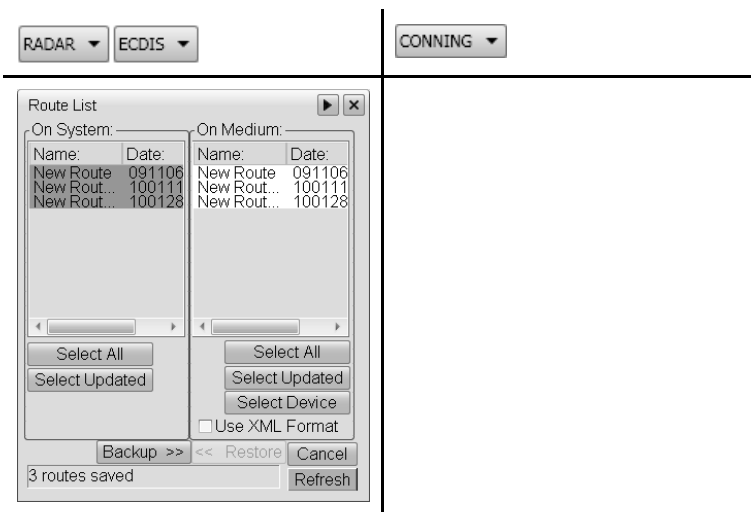 RADAR ECDIS CONNING
Route List
On System: On Medium:
Name: Date: Name: Date:
New Route 091106 New Route 091106
New Rout... 100111 New Rout... 100111
New Rout... 100128 New Rout... 100128
Select All Select All
Select Updated Select Updated
Select Device
Use XML Format
Backup >> << Restore Cancel
3 routes saved Refresh